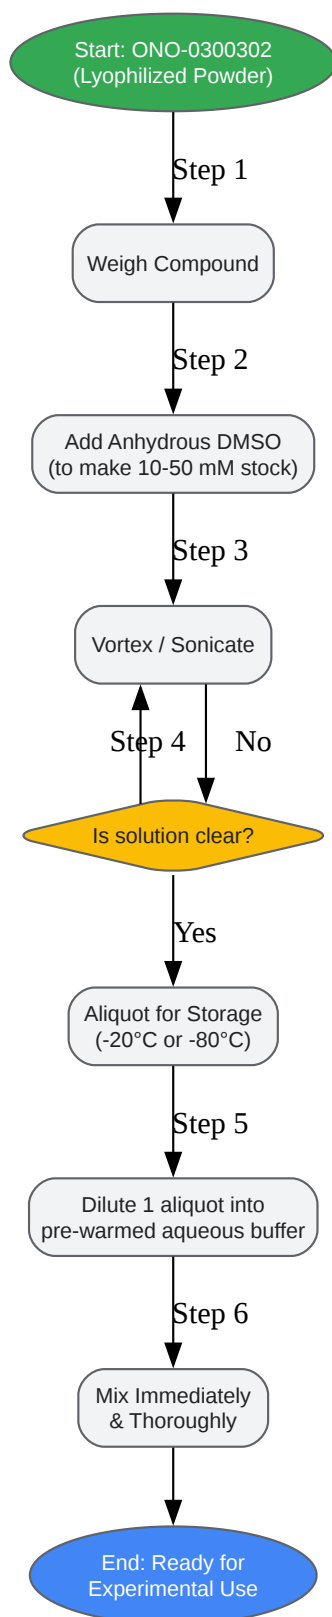 Start: ONO-0300302
(Lyophilized Powder)
Step 1
Weigh Compound
Step 2
Add Anhydrous DMSO
(to make 10-50 mM stock)
Step 3
Vortex / Sonicate
Step 4
No
Is solution clear?
Yes
Aliquot for Storage
(-20°C or -80°C)
Step 5
Dilute 1 aliquot into
pre-warmed aqueous buffer
Step 6
Mix Immediately
& Thoroughly
End: Ready for
Experimental Use